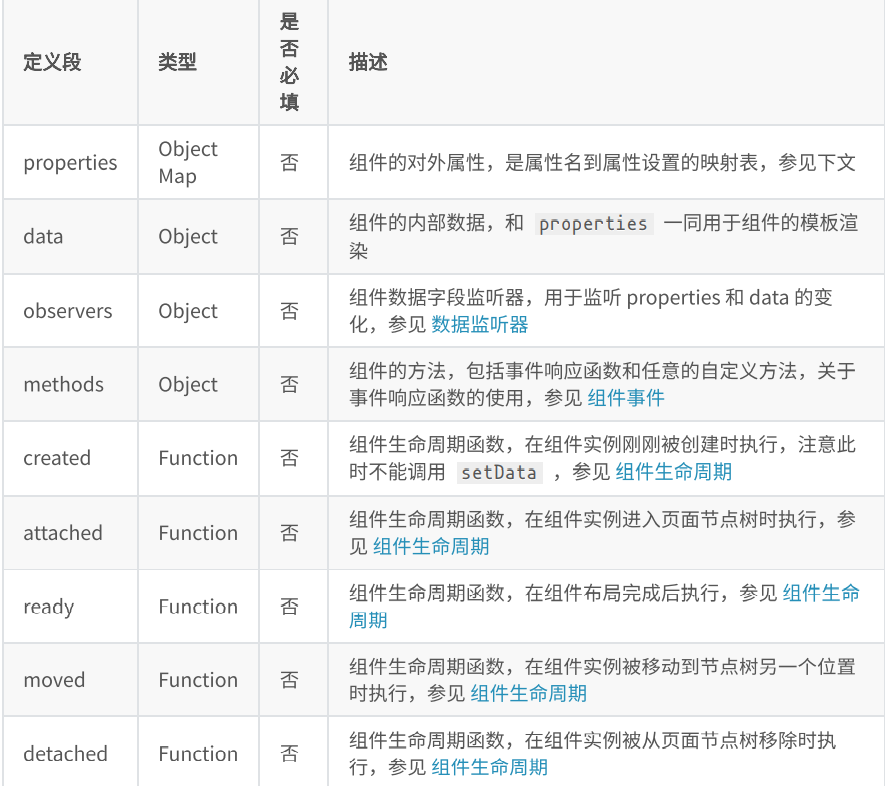 定义段
类型
是
否
必
填
描述
properties
Object
Map
否
组件的对外属性，是属性名到属性设置的映射表，参见下文
data
Object
否
组件的内部数据，和 properties 一同用于组件的模板渲
染
observers
Object
否
组件数据字段监听器，用于监听 properties 和 data 的变
化，参见 数据监听器
methods
Object
否
组件的方法，包括事件响应函数和任意的自定义方法，关于
事件响应函数的使用，参见 组件事件
created
Function
否
组件生命周期函数，在组件实例刚刚被创建时执行，注意此
时不能调用 setData ，参见 组件生命周期
attached
Function
否
组件生命周期函数，在组件实例进入页面节点树时执行，参
见 组件生命周期
ready
Function
否
组件生命周期函数，在组件布局完成后执行，参见 组件生命
周期
moved
Function
否
组件生命周期函数，在组件实例被移动到节点树另一个位置
时执行，参见 组件生命周期
detached
Function
否
组件生命周期函数，在组件实例被从页面节点树移除时执
行，参见 组件生命周期